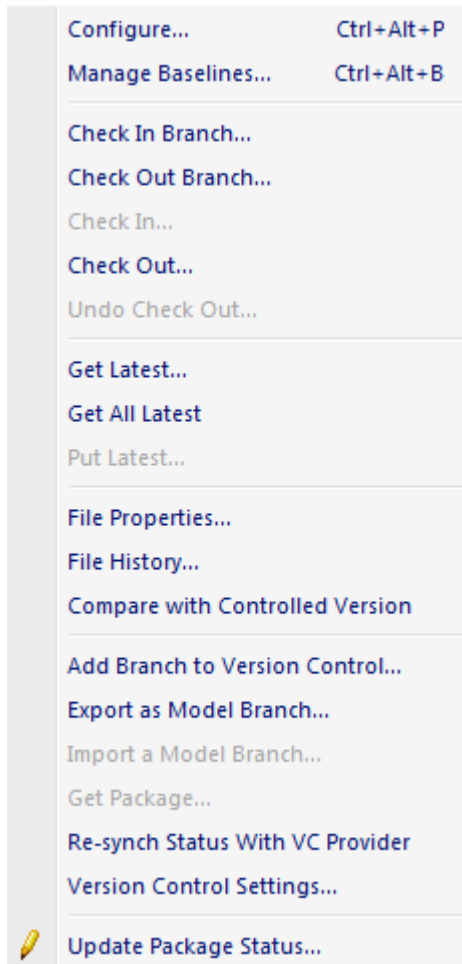 Configure... Ctrl+Alt+P
Manage Baselines... Ctrl+Alt+B
Check In Branch...
Check Out Branch...
Check In...
Check Out...
Undo Check Out...
Get Latest...
Get All Latest
Put Latest...
File Properties...
File History...
Compare with Controlled Version
Add Branch to Version Control...
Export as Model Branch...
Import a Model Branch...
Get Package...
Re-synch Status With VC Provider
Version Control Settings...
Update Package Status...